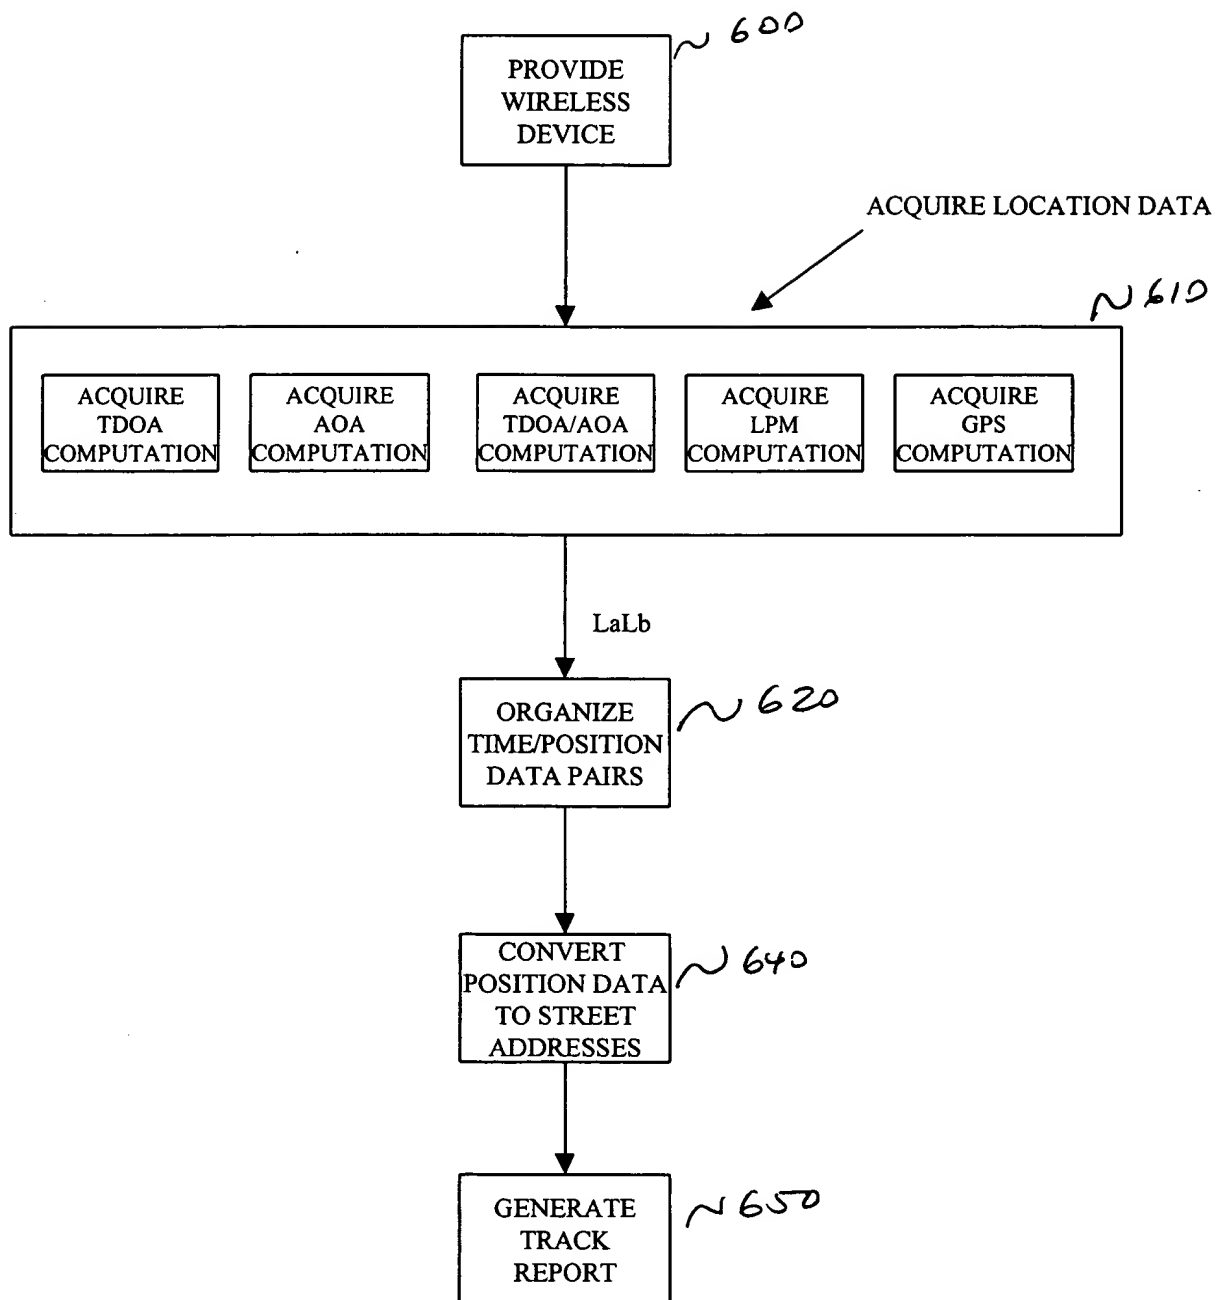 PROVIDE
WIRELESS
DEVICE
600
ACQUIRE LOCATION DATA
610
ACQUIRE
TDOA
COMPUTATION
ACQUIRE
AOA
COMPUTATION
ACQUIRE
TDOA/AOA
COMPUTATION
ACQUIRE
LPM
COMPUTATION
ACQUIRE
GPS
COMPUTATION
LaLb
ORGANIZE
TIME/POSITION
DATA PAIRS
620
CONVERT
POSITION DATA
TO STREET
ADDRESSES
640
GENERATE
TRACK
REPORT
650